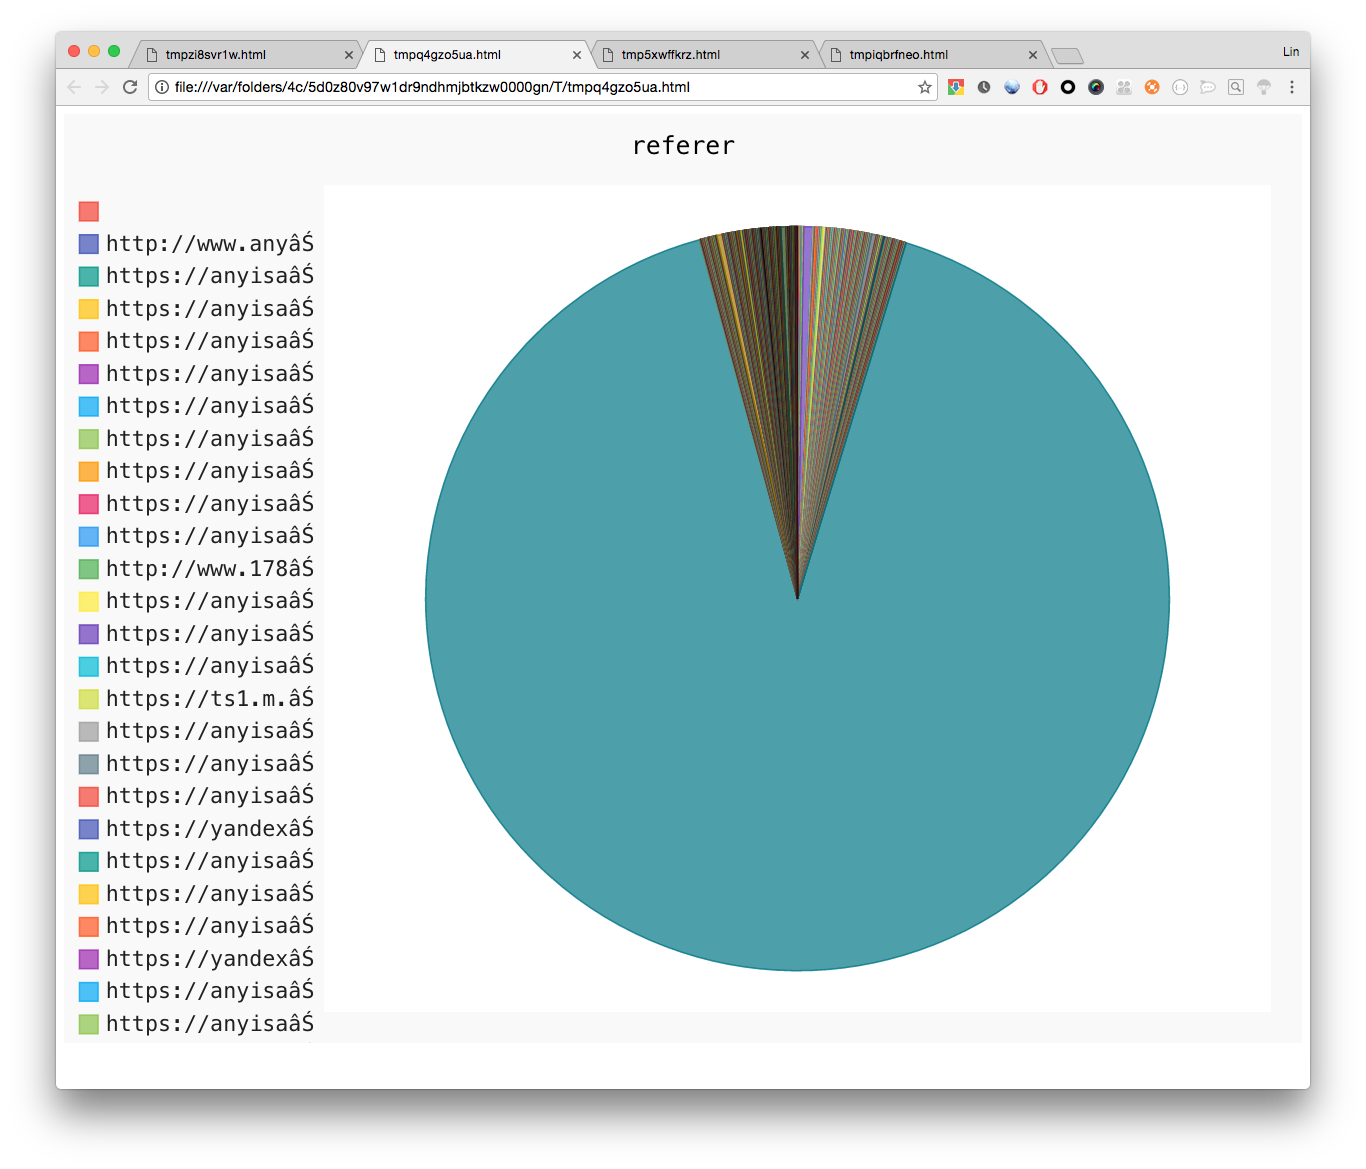 tmpzi8svr1w.html
tmpq4gzo5ua.html
tmp5xwffkrz.html
tmpiqbrfneo.html
Lin
file:///var/folders/4c/5d0z80v97w1dr9ndhmjbtkzw0000gn/T/tmpq4gzo5ua.html
referer
http://www.anyâŚ
https://anyisaâŚ
https://anyisaâŚ
https://anyisaâŚ
https://anyisaâŚ
https://anyisaâŚ
https://anyisaâŚ
https://anyisaâŚ
https://anyisaâŚ
https://anyisaâŚ
http://www.178âŚ
https://anyisaâŚ
https://anyisaâŚ
https://anyisaâŚ
https://ts1.m.âŚ
https://anyisaâŚ
https://anyisaâŚ
https://anyisaâŚ
https://yandexâŚ
https://anyisaâŚ
https://anyisaâŚ
https://anyisaâŚ
https://yandexâŚ
https://anyisaâŚ
https://anyisaâŚ